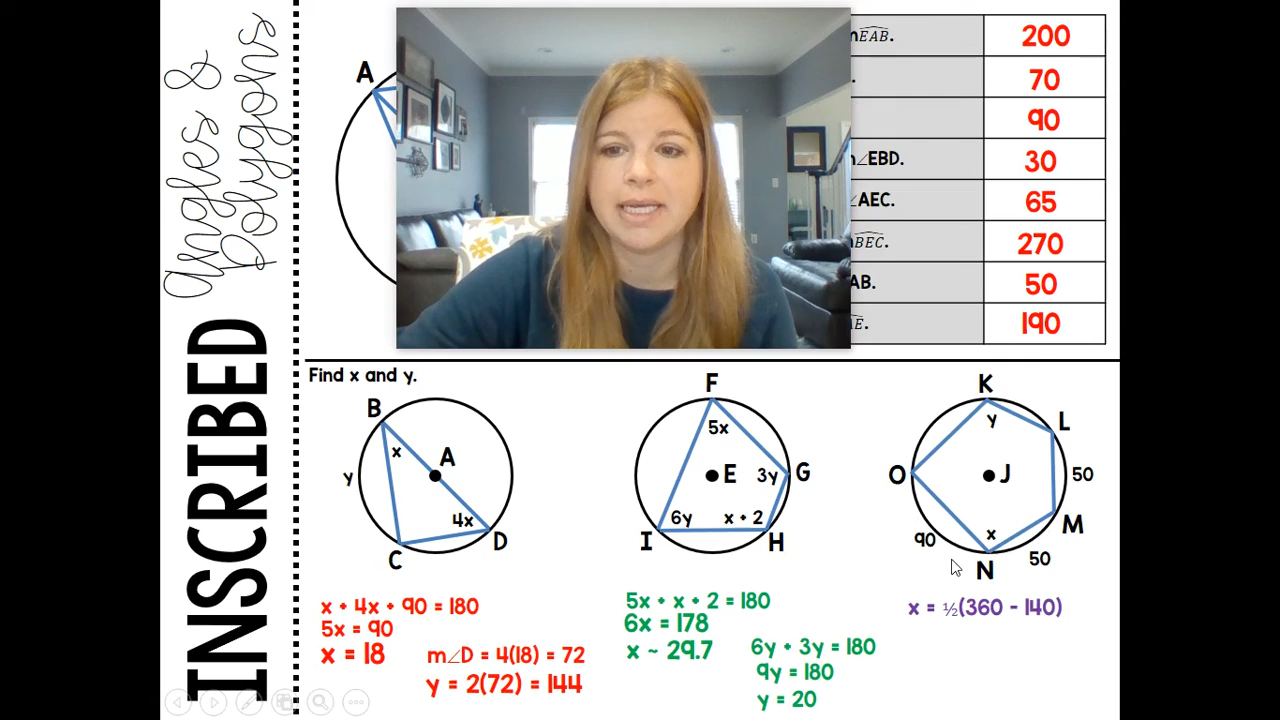 INSCRIBED
Angles &
Polygons
A
EAB.
200
70
90
∠EBD.
30
AEC.
65
BEC.
270
AB.
50
190
Find x and y.
B
x
A
y
4x
C
D
x + 4x + 90 = 180
5x = 90
x = 18
m∠D = 4(18) = 72
y = 2(72) = 144
F
5x
E
3y
G
6y
x + 2
I
H
5x + x + 2 = 180
6x = 178
x ~ 29.7
6y + 3y = 180
9y = 180
y = 20
K
y
L
O
J
50
x
M
90
N
50
x = ½(360 - 140)